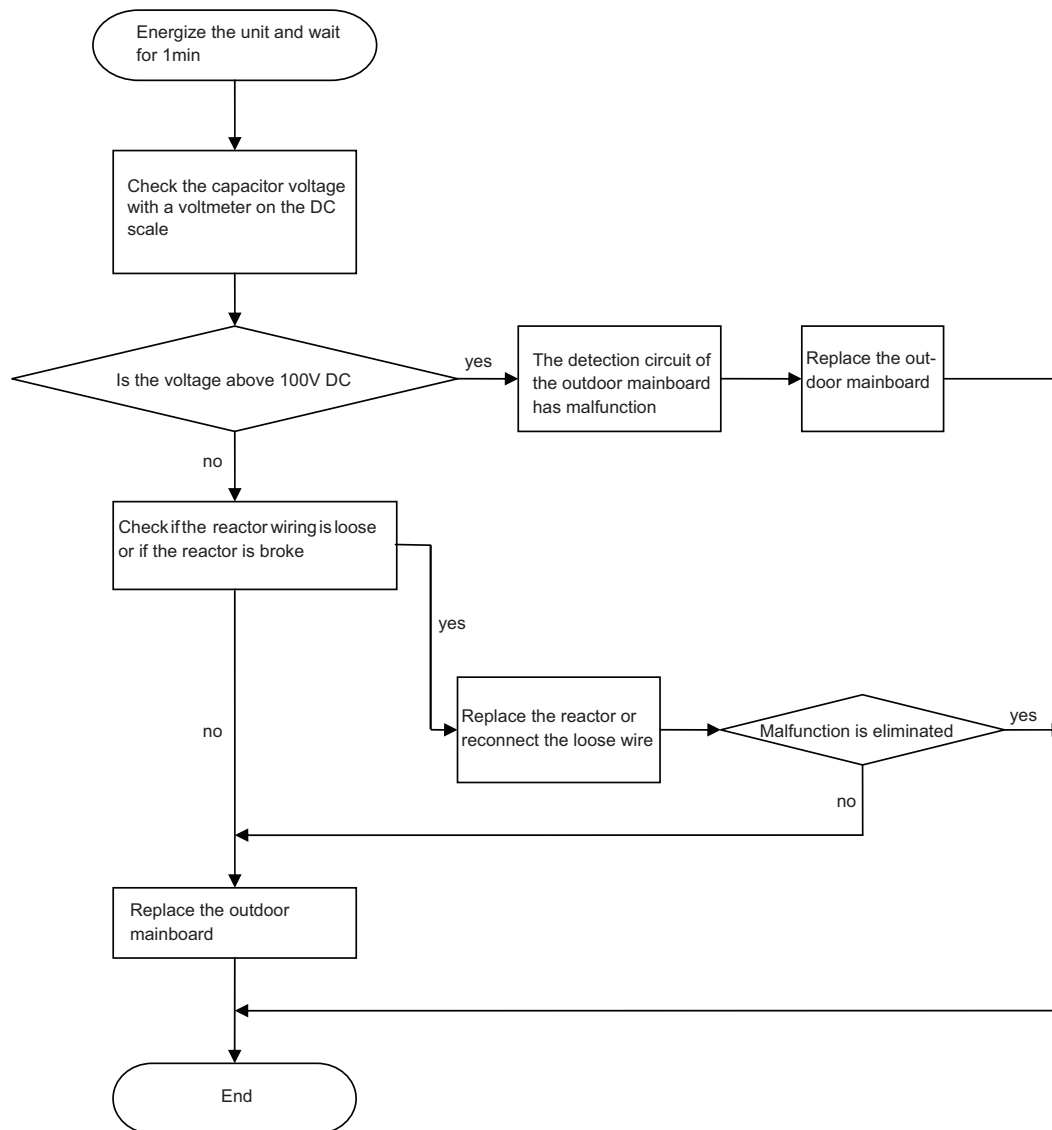 Energize the unit and wait
for 1min
Check the capacitor voltage
with a voltmeter on the DC
scale
Is the voltage above 100V DC
yes
The detection circuit of
the outdoor mainboard
has malfunction
Replace the out-
door mainboard
no
Check if the reactor wiring is loose
or if the reactor is broke
yes
Replace the reactor or
reconnect the loose wire
Malfunction is eliminated
yes
no
no
Replace the outdoor
mainboard
End